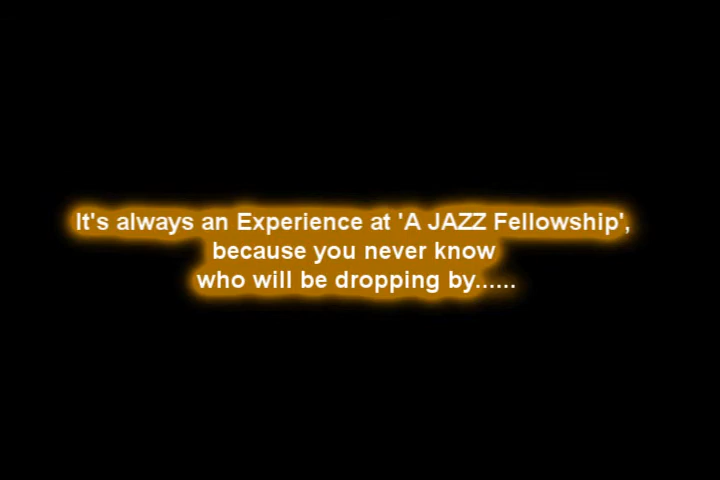 It's always an Experience at 'A JAZZ Fellowship',
because you never know
who will be dropping by......